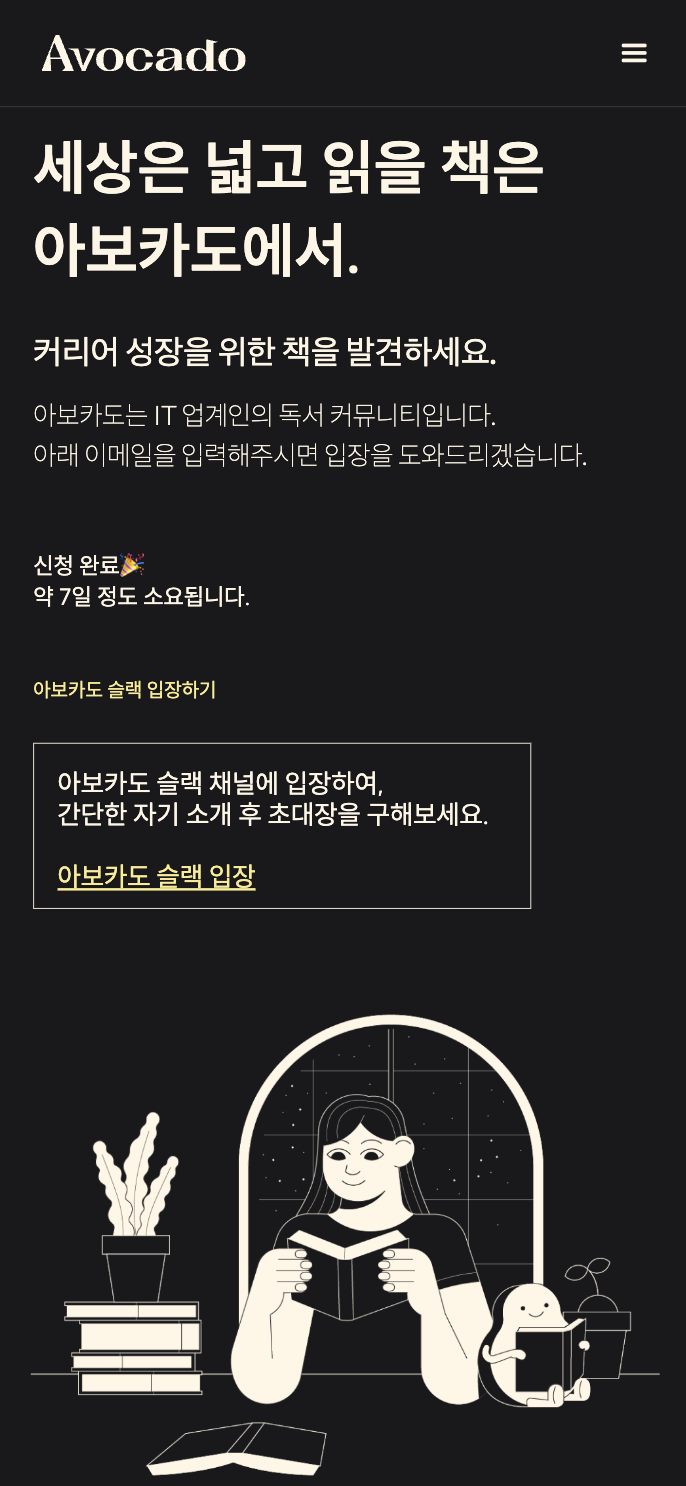 Avocado
세상은 넓고 읽을 책은
아보카도에서.
커리어 성장을 위한 책을 발견하세요.
아보카도는 IT 업계인의 독서 커뮤니티입니다.
아래 이메일을 입력해주시면 입장을 도와드리겠습니다.
신청 완료🎉
약 7일 정도 소요됩니다.
아보카도 슬랙 입장하기
아보카도 슬랙 채널에 입장하여,
간단한 자기 소개 후 초대장을 구해보세요.
아보카도 슬랙 입장